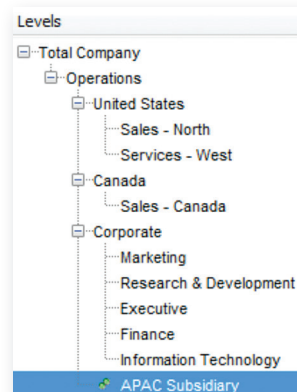 Levels
Total Company
Operations
United States
Sales - North
Services - West
Canada
Sales - Canada
Corporate
Marketing
Research & Development
Executive
Finance
Information Technology
APAC Subsidiary